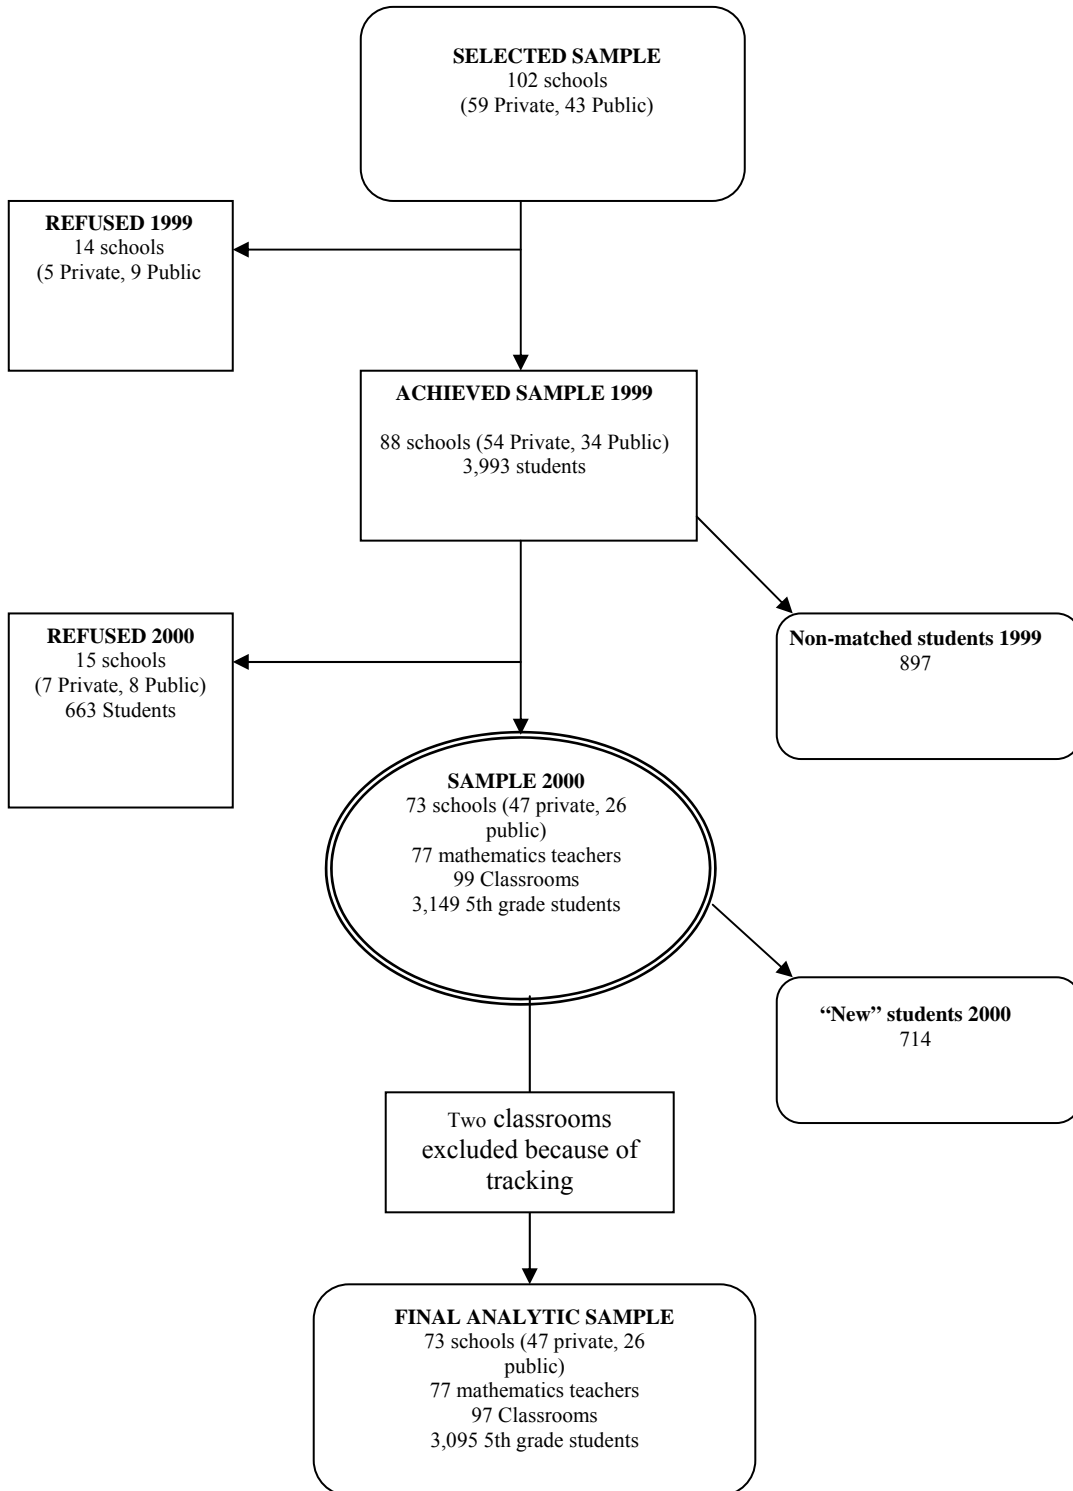 SELECTED SAMPLE
102 schools
(59 Private, 43 Public)
REFUSED 1999
14 schools
(5 Private, 9 Public
ACHIEVED SAMPLE 1999
88 schools (54 Private, 34 Public)
3,993 students
REFUSED 2000
15 schools
(7 Private, 8 Public)
663 Students
Non-matched students 1999
897
SAMPLE 2000
73 schools (47 private, 26
public)
77 mathematics teachers
99 Classrooms
3,149 5th grade students
“New” students 2000
714
Two classrooms
excluded because of
tracking
FINAL ANALYTIC SAMPLE
73 schools (47 private, 26
public)
77 mathematics teachers
97 Classrooms
3,095 5th grade students